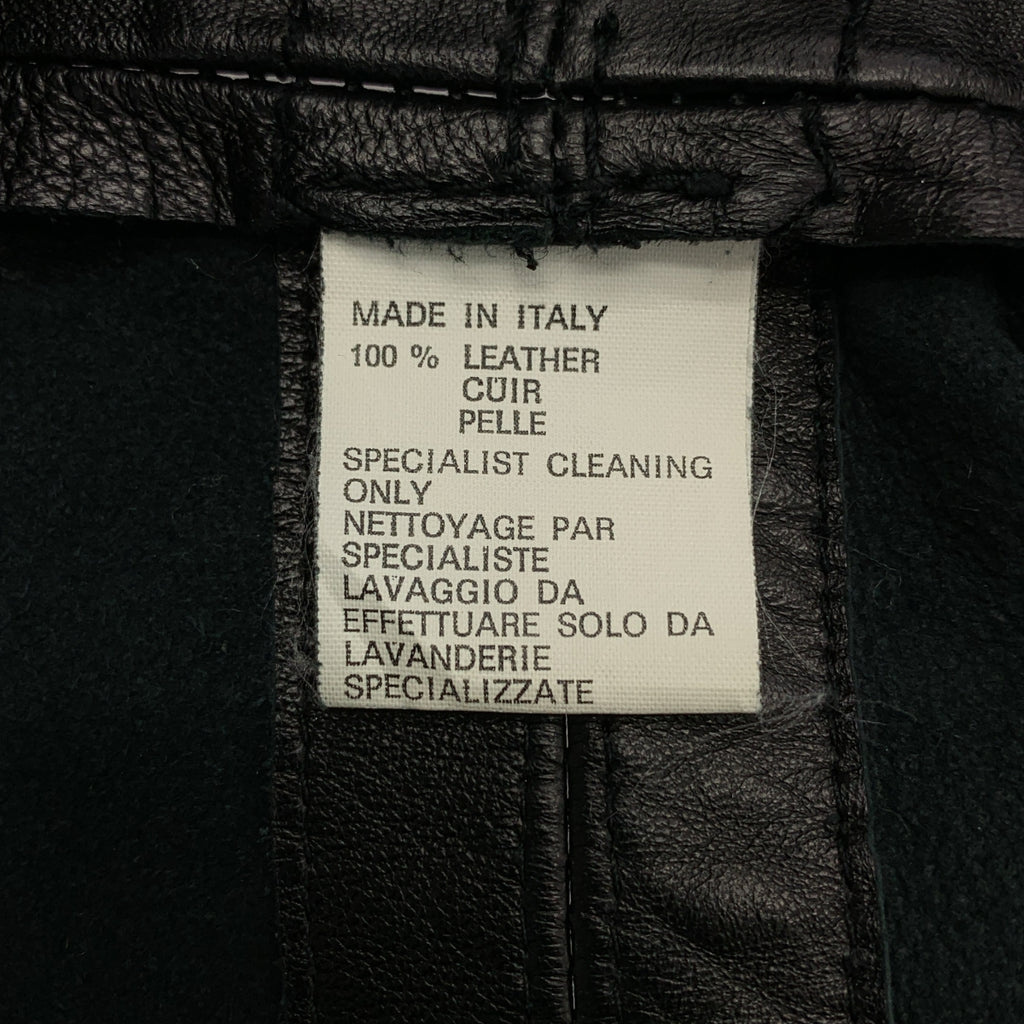 MADE IN ITALY
100 % LEATHER
CUIR
PELLE
SPECIALIST CLEANING
ONLY
NETTOYAGE PAR
SPECIALISTE
LAVAGGIO DA
EFFETTUARE SOLO DA
LAVANDERIE
SPECIALIZZATE